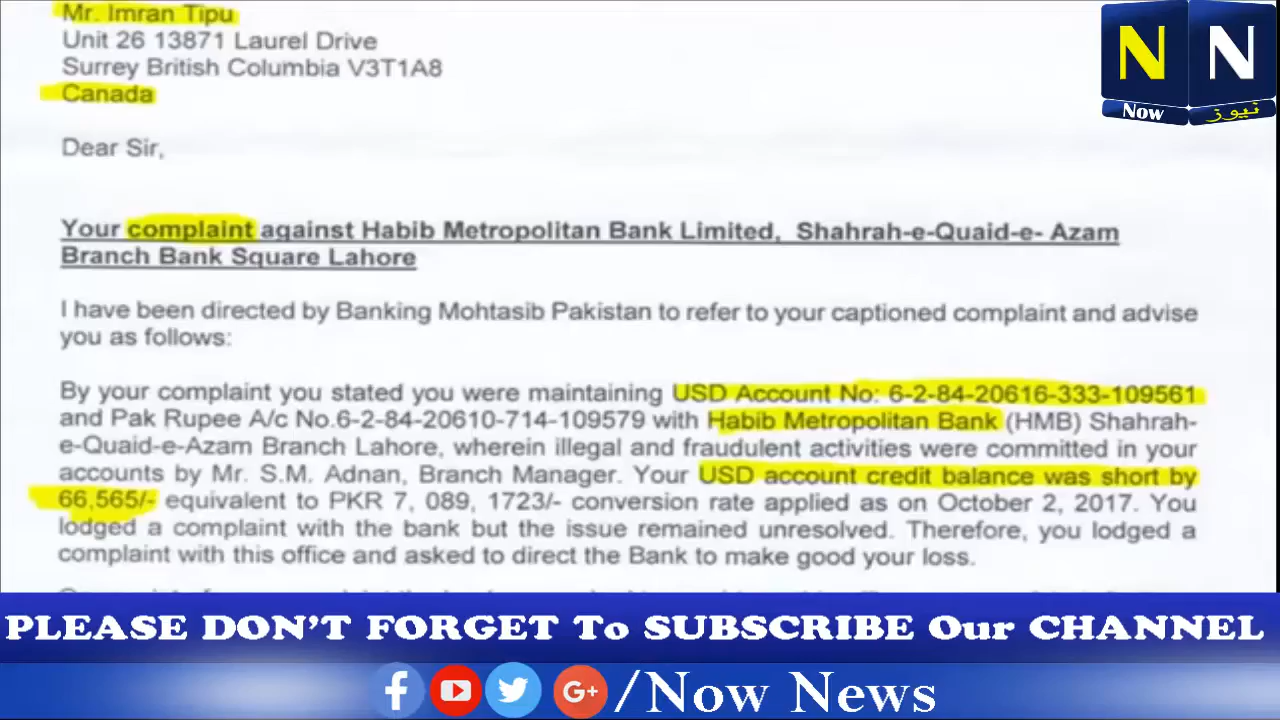 Mr. Imran Tipu
Unit 26 13871 Laurel Drive
Surrey British Columbia V3T1A8
Canada
Dear Sir,
Your complaint against Habib Metropolitan Bank Limited, Shahrah-e-Quaid-e- Azam
Branch Bank Square Lahore
I have been directed by Banking Mohtasib Pakistan to refer to your captioned complaint and advise
you as follows:
By your complaint you stated you were maintaining USD Account No: 6-2-84-20616-333-109561
and Pak Rupee A/c No.6-2-84-20610-714-109579 with Habib Metropolitan Bank (HMB) Shahrah-
e-Quaid-e-Azam Branch Lahore, wherein illegal and fraudulent activities were committed in your
accounts by Mr. S.M. Adnan, Branch Manager. Your USD account credit balance was short by
66,565/- equivalent to PKR 7, 089, 1723/- conversion rate applied as on October 2, 2017. You
lodged a complaint with the bank but the issue remained unresolved. Therefore, you lodged a
complaint with this office and asked to direct the Bank to make good your loss.
N N
Now نیوز
PLEASE DON'T FORGET To SUBSCRIBE Our CHANNEL
/Now News